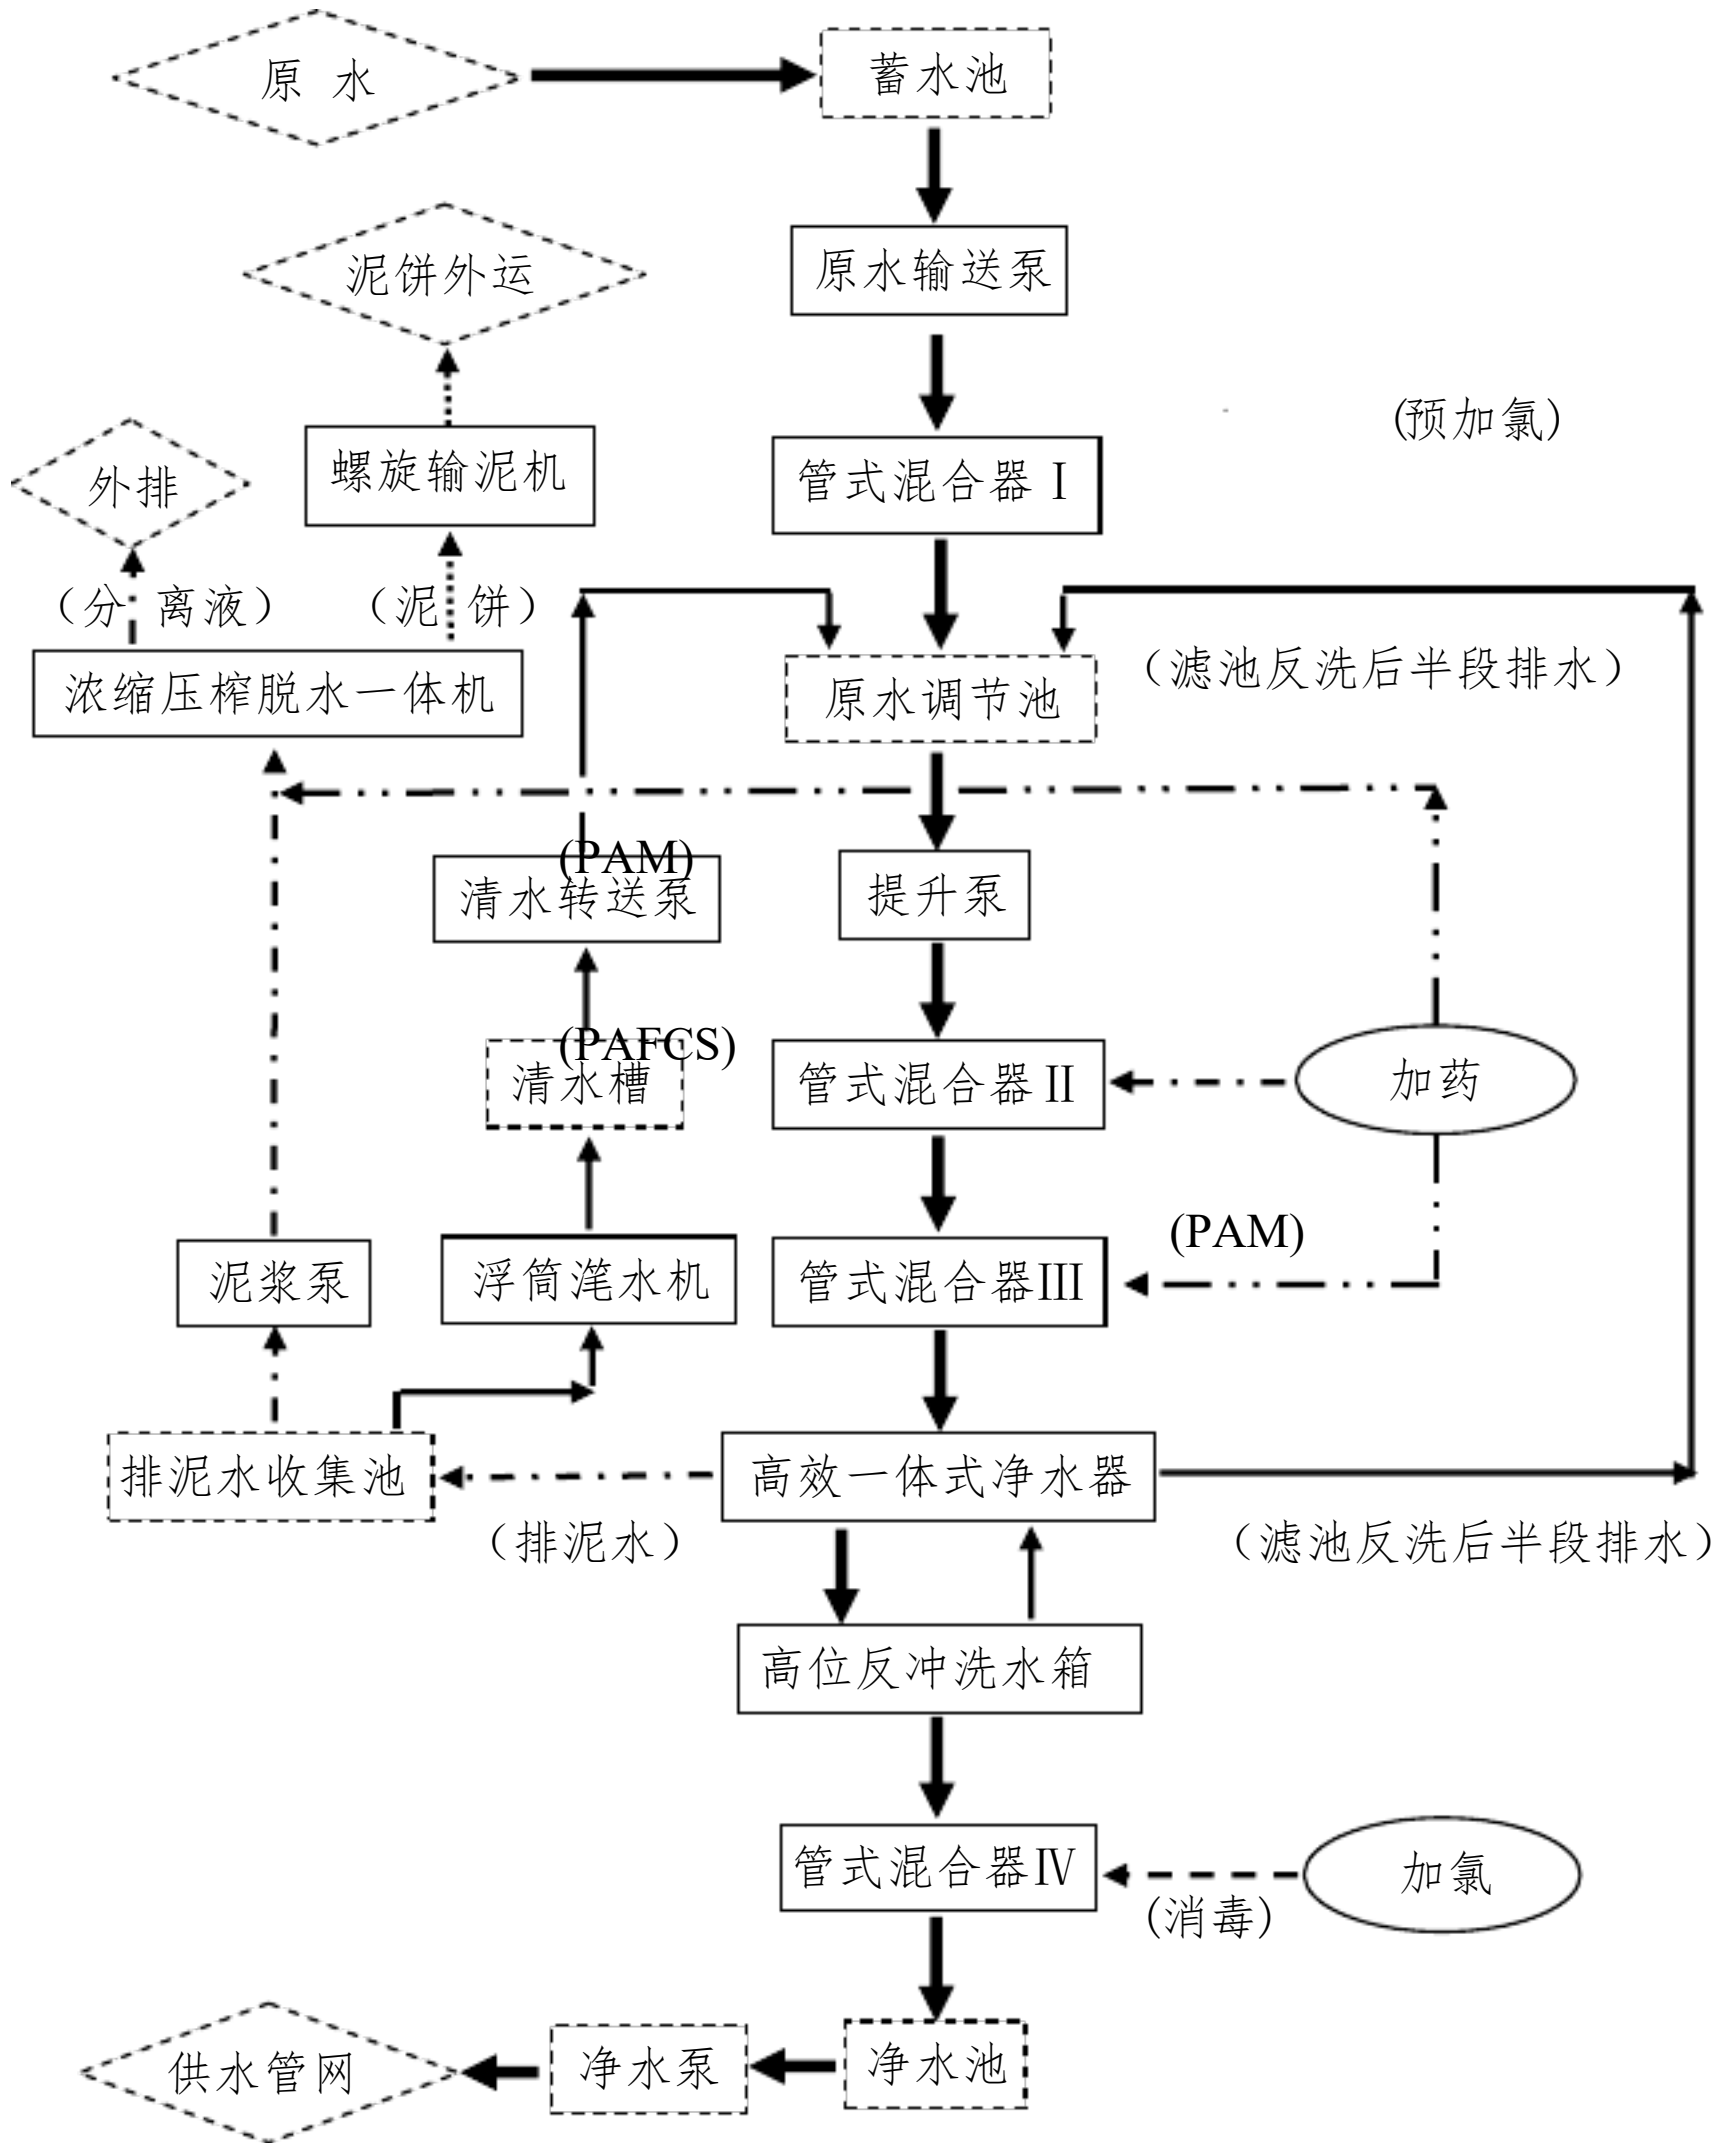 原 水
蓄水池
泥饼外运
原水输送泵
(预加氯)
外排
螺旋输泥机
管式混合器Ⅰ
（分 离液）
（泥 饼）
浓缩压榨脱水一体机
原水调节池
（滤池反洗后半段排水）
(PAM)
清水转送泵
提升泵
(PAFCS)
清水槽
管式混合器Ⅱ
加药
(PAM)
泥浆泵
浮筒滗水机
管式混合器Ⅲ
排泥水收集池
高效一体式净水器
（排泥水）
（滤池反洗后半段排水）
高位反冲洗水箱
管式混合器Ⅳ
加氯
(消毒)
供水管网
净水泵
净水池